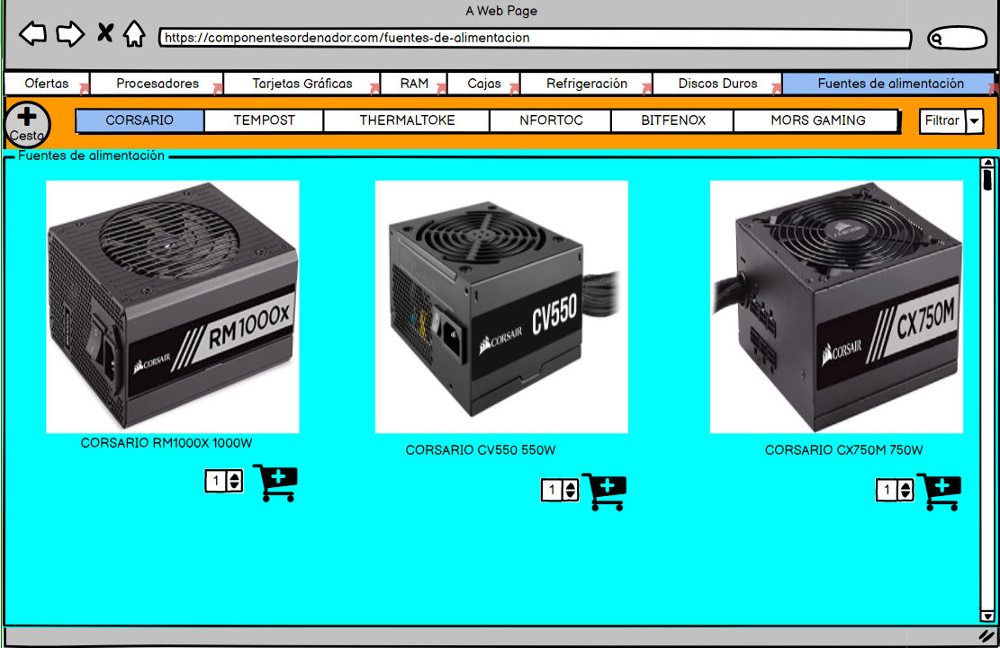 A Web Page
https://componentesordenador.com/fuentes-de-alimentacion
Ofertas
Procesadores
Tarjetas Gráficas
RAM
Cajas
Refrigeración
Discos Duros
Fuentes de alimentación
Cesta
CORSARIO
TEMPOST
THERMALTOKE
NFORTOC
BITFENOX
MORS GAMING
Filtrar
Fuentes de alimentación
RM1000x
CORSAIR
CV550
CORSAIR
CORSAIR
CX750M
CORSAIR
CORSARIO RM1000X 1000W
CORSARIO CV550 550W
CORSARIO CX750M 750W
1
1
1